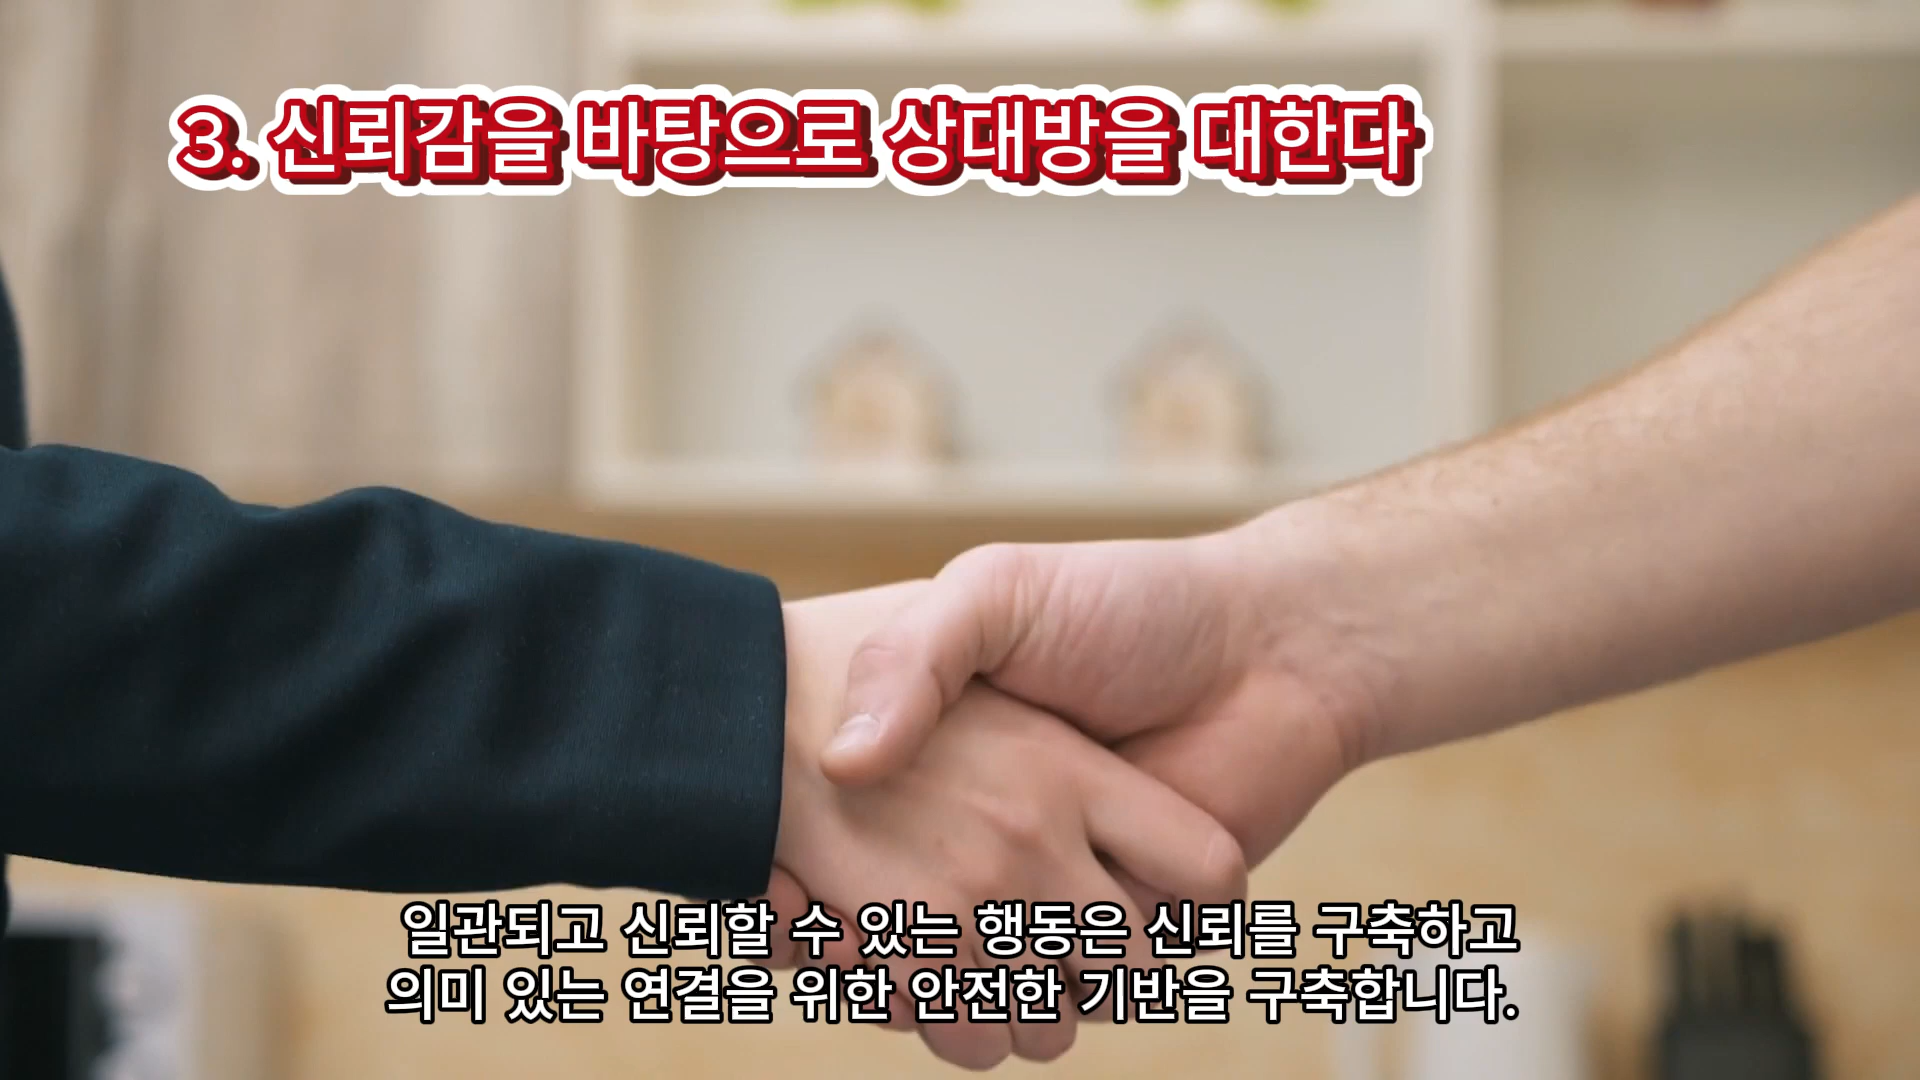 3. 신뢰감을 바탕으로 상대방을 대한다
일관되고 신뢰할 수 있는 행동은 신뢰를 구축하고
의미 있는 연결을 위한 안전한 기반을 구축합니다.